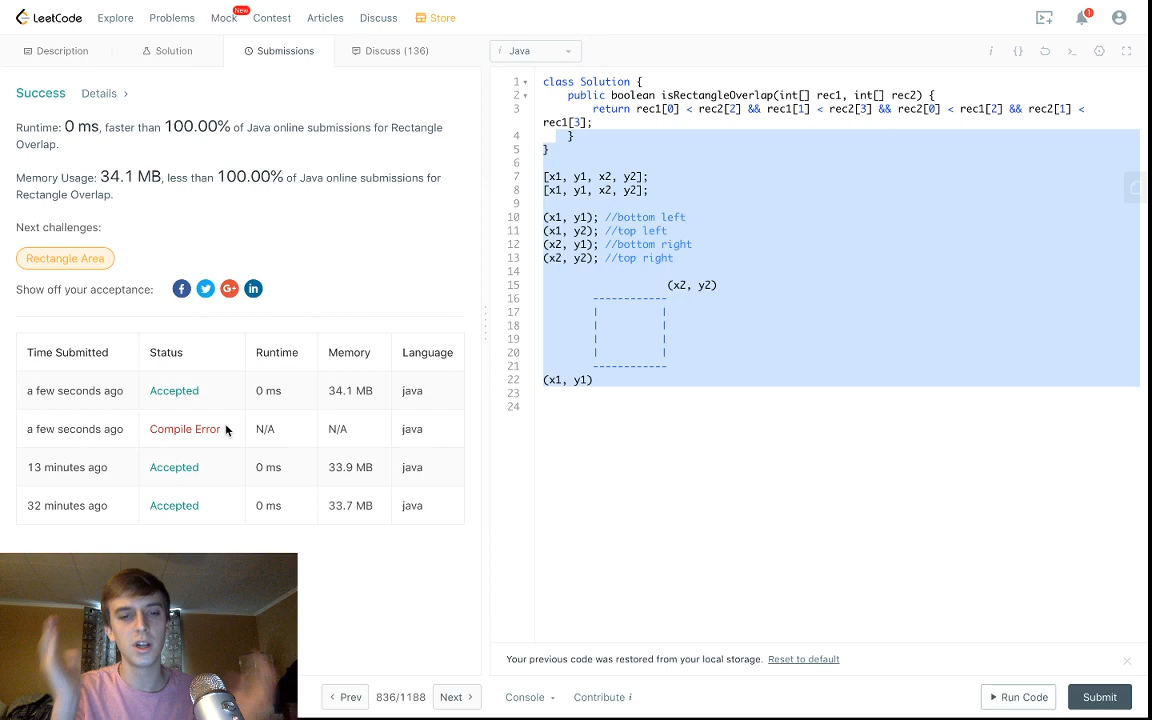 LeetCode Explore Problems Mock New Contest Articles Discuss Store 1
Description Solution Submissions Discuss (136) i Java
Success Details ›
Runtime: 0 ms, faster than 100.00% of Java online submissions for Rectangle
Overlap.
Memory Usage: 34.1 MB, less than 100.00% of Java online submissions for
Rectangle Overlap.
Next challenges:
Rectangle Area
Show off your acceptance:
Time Submitted Status Runtime Memory Language
a few seconds ago Accepted 0 ms 34.1 MB java
a few seconds ago Compile Error N/A N/A java
13 minutes ago Accepted 0 ms 33.9 MB java
32 minutes ago Accepted 0 ms 33.7 MB java
1 class Solution {
2 public boolean isRectangleOverlap(int[] rec1, int[] rec2) {
3 return rec1[0] < rec2[2] && rec1[1] < rec2[3] && rec2[0] < rec1[2] && rec2[1] <
rec1[3];
4 }
5 }
6
7 [x1, y1, x2, y2];
8 [x1, y1, x2, y2];
9
10 (x1, y1); //bottom left
11 (x1, y2); //top left
12 (x2, y1); //bottom right
13 (x2, y2); //top right
14
15 (x2, y2)
16 ------------
17 | |
18 | |
19 | |
20 | |
21 ------------
22 (x1, y1)
23
24
Your previous code was restored from your local storage. Reset to default
‹ Prev 836/1188 Next › Console Contribute i Run Code Submit